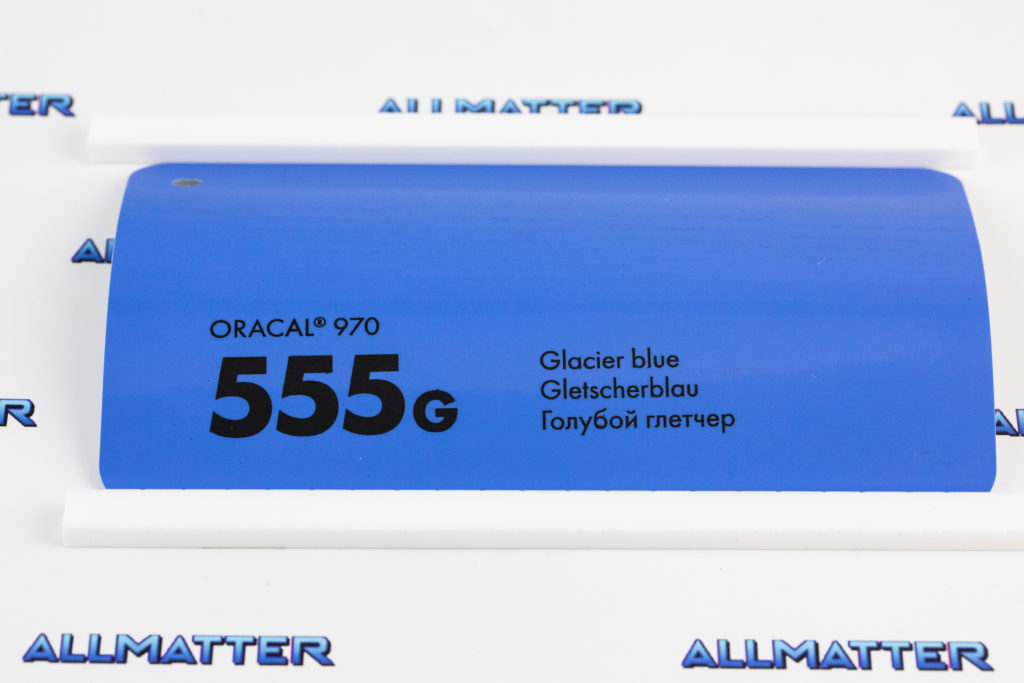 ALLMATTER
ORACAL® 970
555G
Glacier blue
Gletscherblau
Голубой глетчер
ALLMATTER
ALLMATTER